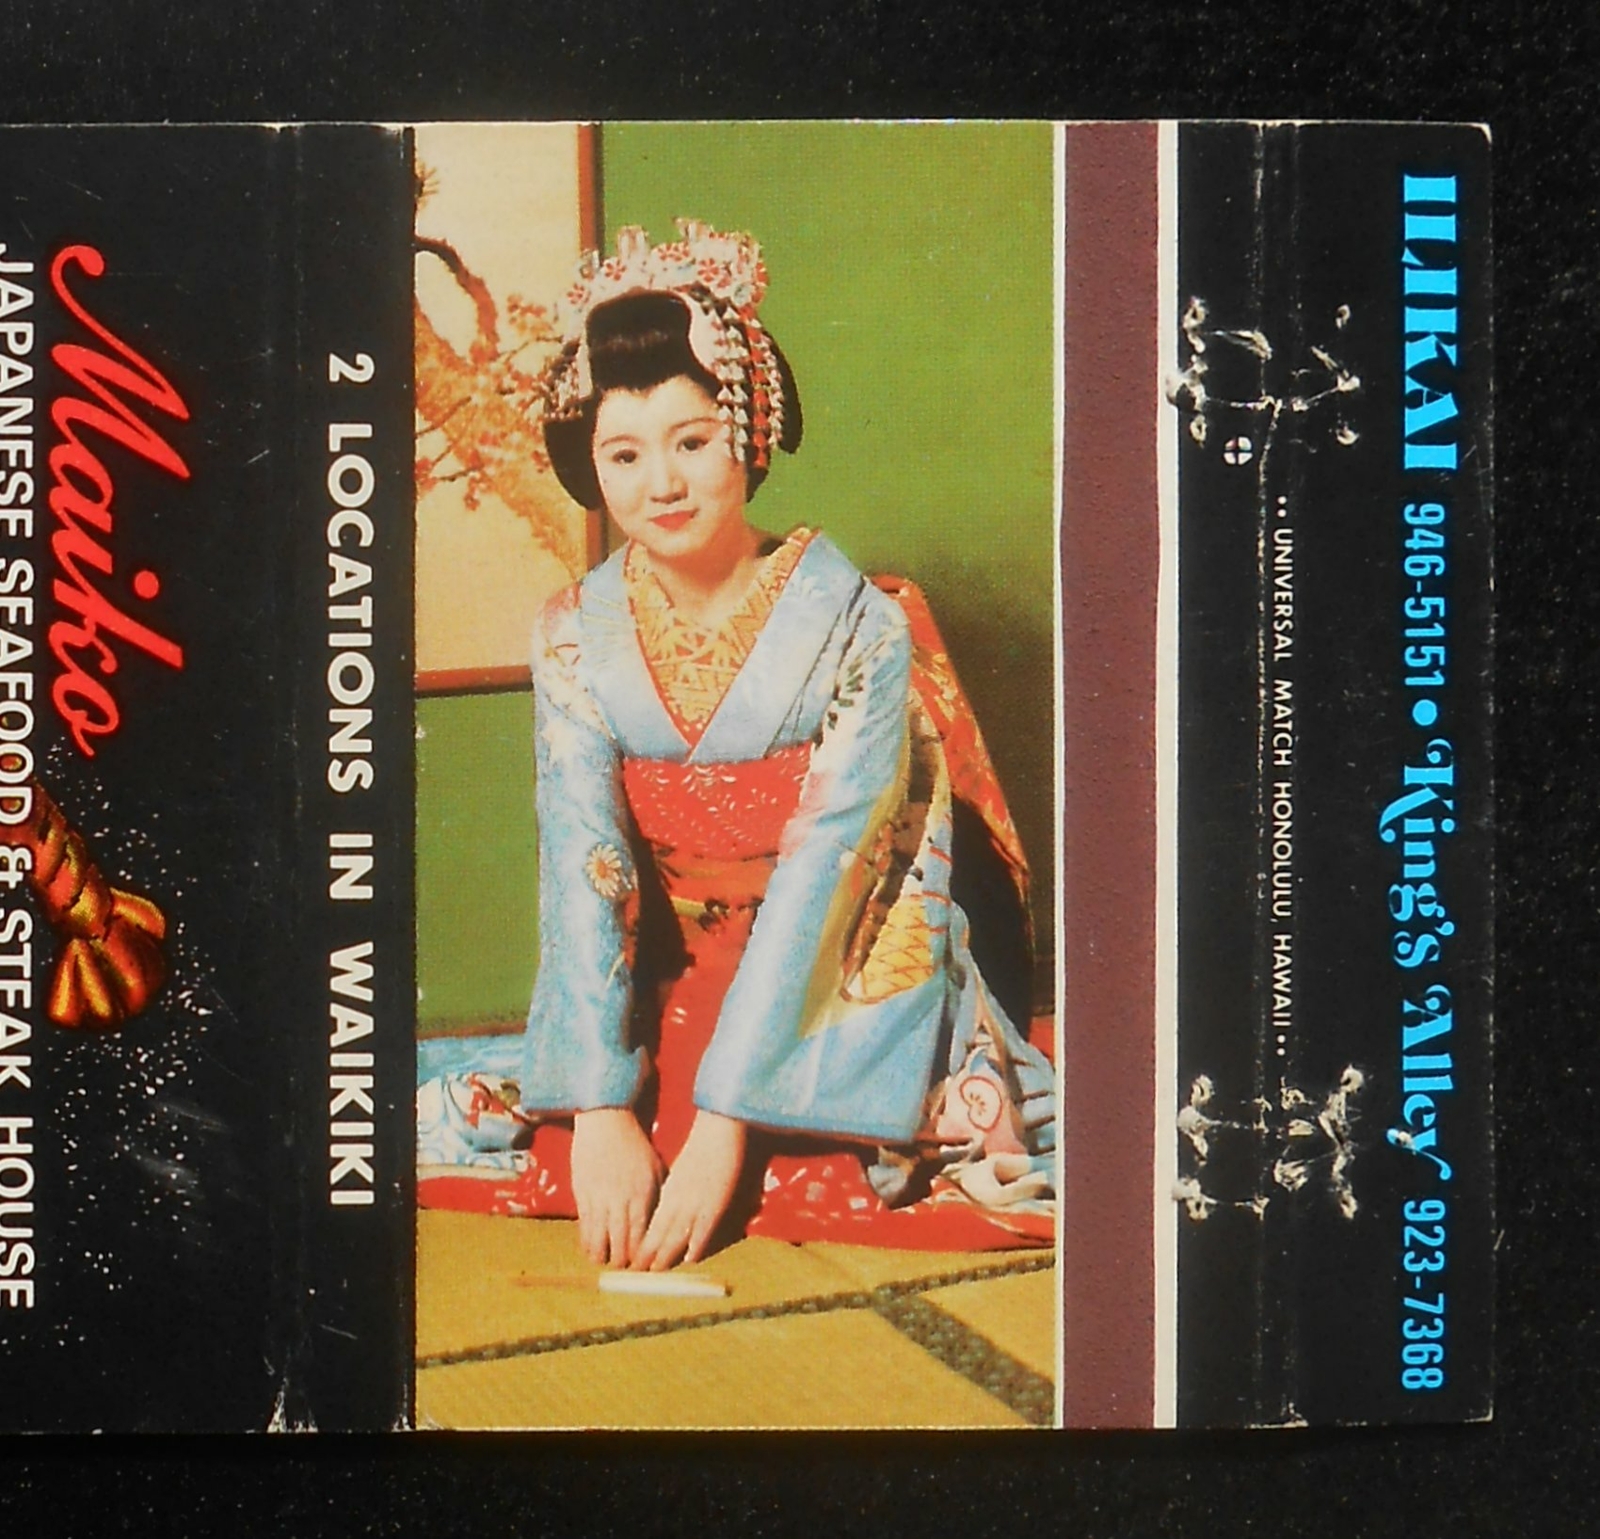 Maiko
JAPANESE SEAFOOD & STEAK HOUSE
2 LOCATIONS IN WAIKIKI
•• UNIVERSAL MATCH HONOLULU, HAWAII ••
ILIKAI 946-5151 • King's Alley 923-7368